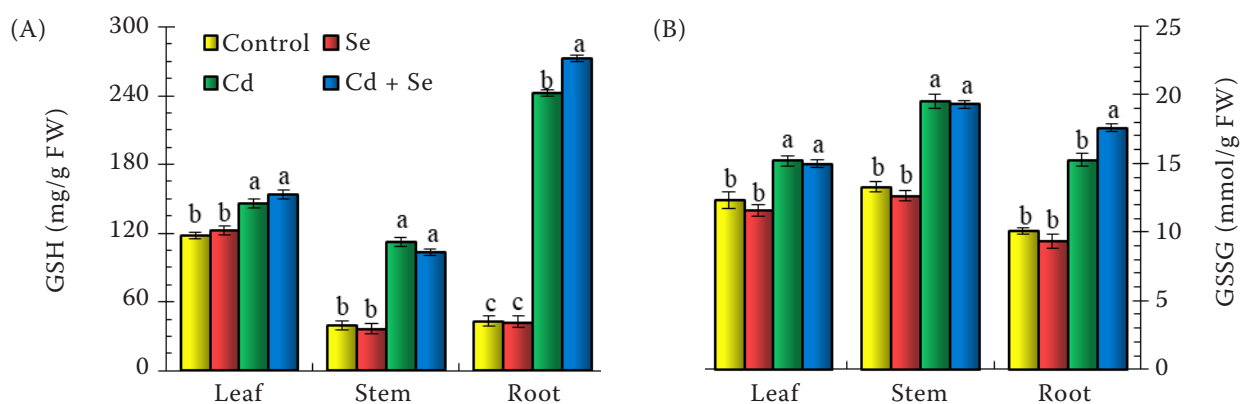 (A)
GSH (mg/g FW)
300
240
180
120
60
0
Control Se
Cd Cd + Se
b b a a
b b a a
c c b a
Leaf Stem Root
(B)
GSSG (mmol/g FW)
25
20
15
10
5
0
b b a a
b b a a
b b b a
Leaf Stem Root